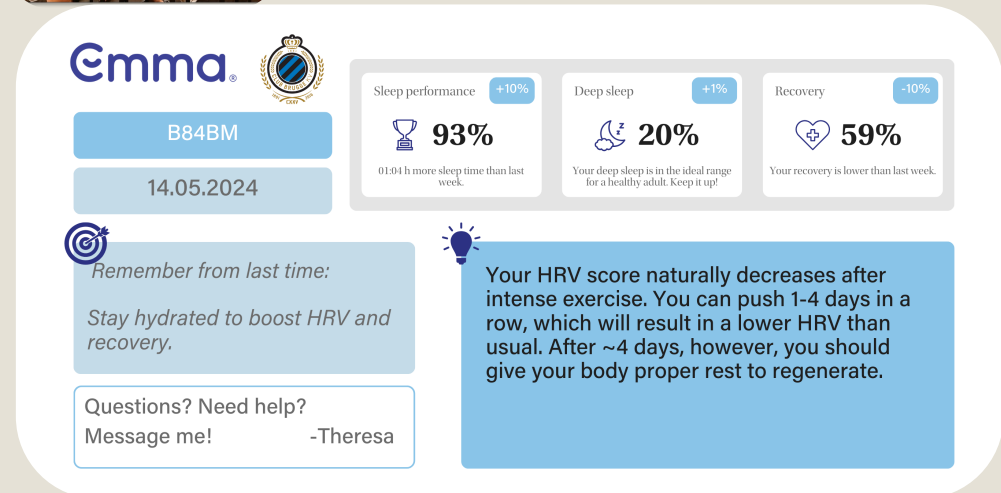 Emma®
CLUB BRUGGE
B84BM
14.05.2024
Sleep performance +10%
93%
01:04 h more sleep time than last
week.
Deep sleep +1%
20%
Your deep sleep is in the ideal range
for a healthy adult. Keep it up!
Recovery -10%
59%
Your recovery is lower than last week.
Remember from last time:
Stay hydrated to boost HRV and
recovery.
Questions? Need help?
Message me! -Theresa
Your HRV score naturally decreases after
intense exercise. You can push 1-4 days in a
row, which will result in a lower HRV than
usual. After ~4 days, however, you should
give your body proper rest to regenerate.